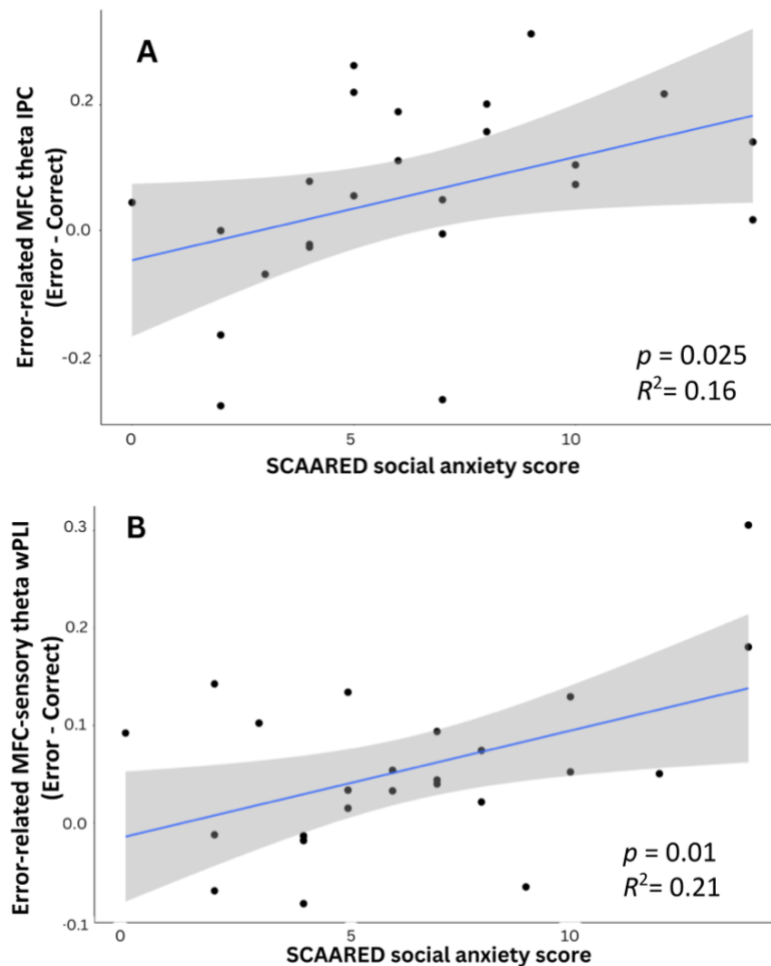 A
Error-related MFC theta IPC
(Error - Correct)
0.2
0.0
-0.2
p = 0.025
R²= 0.16
0
5
10
SCAARED social anxiety score
B
Error-related MFC-sensory theta wPLI
(Error - Correct)
0.3
0.2
0.1
0.0
-0.1
p = 0.01
R²= 0.21
0
5
10
SCAARED social anxiety score